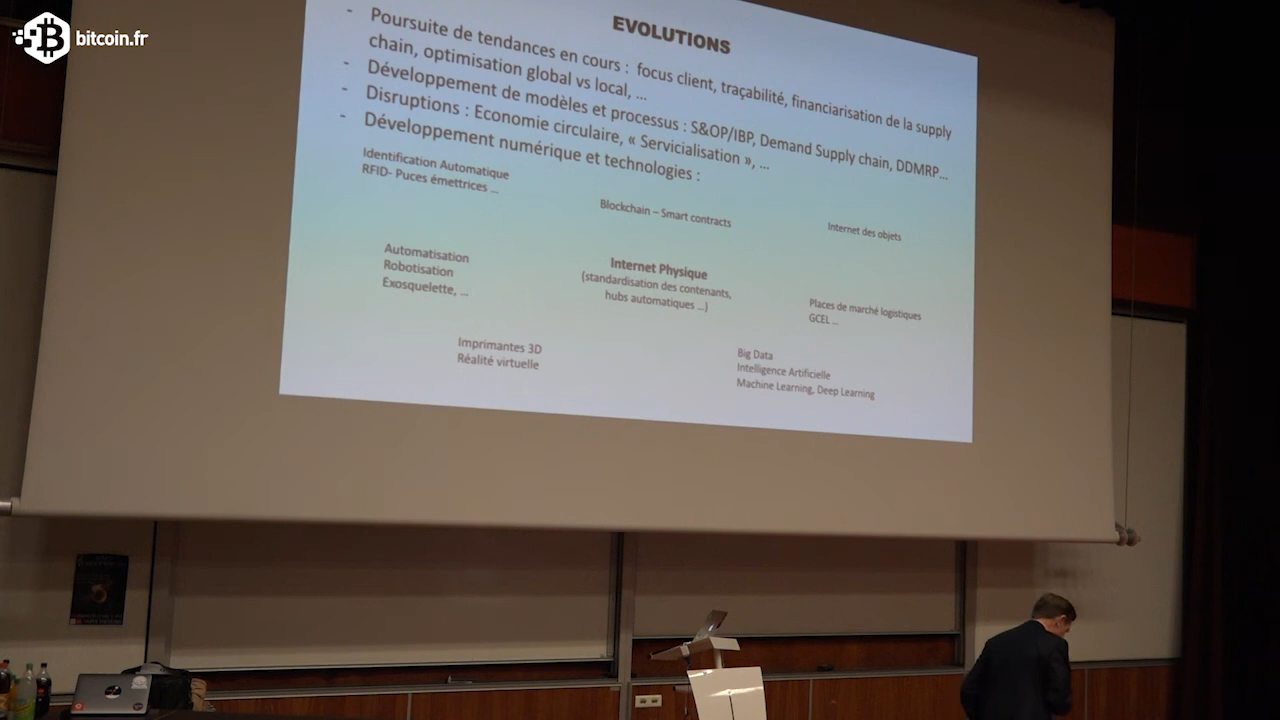 bitcoin.fr
EVOLUTIONS
- Poursuite de tendances en cours : focus client, traçabilité, financiarisation de la supply
chain, optimisation global vs local, ...
- Développement de modèles et processus : S&OP/IBP, Demand Supply chain, DDMRP...
- Disruptions : Economie circulaire, « Servicialisation », ...
- Développement numérique et technologies :
Identification Automatique
RFID- Puces émettrices ...
Blockchain – Smart contracts
Internet des objets
Automatisation
Robotisation
Exosquelette, ...
Internet Physique
(standardisation des contenants,
hubs automatiques ...)
Places de marché logistiques
GCEL ...
Imprimantes 3D
Réalité virtuelle
Big Data
Intelligence Artificielle
Machine Learning, Deep Learning